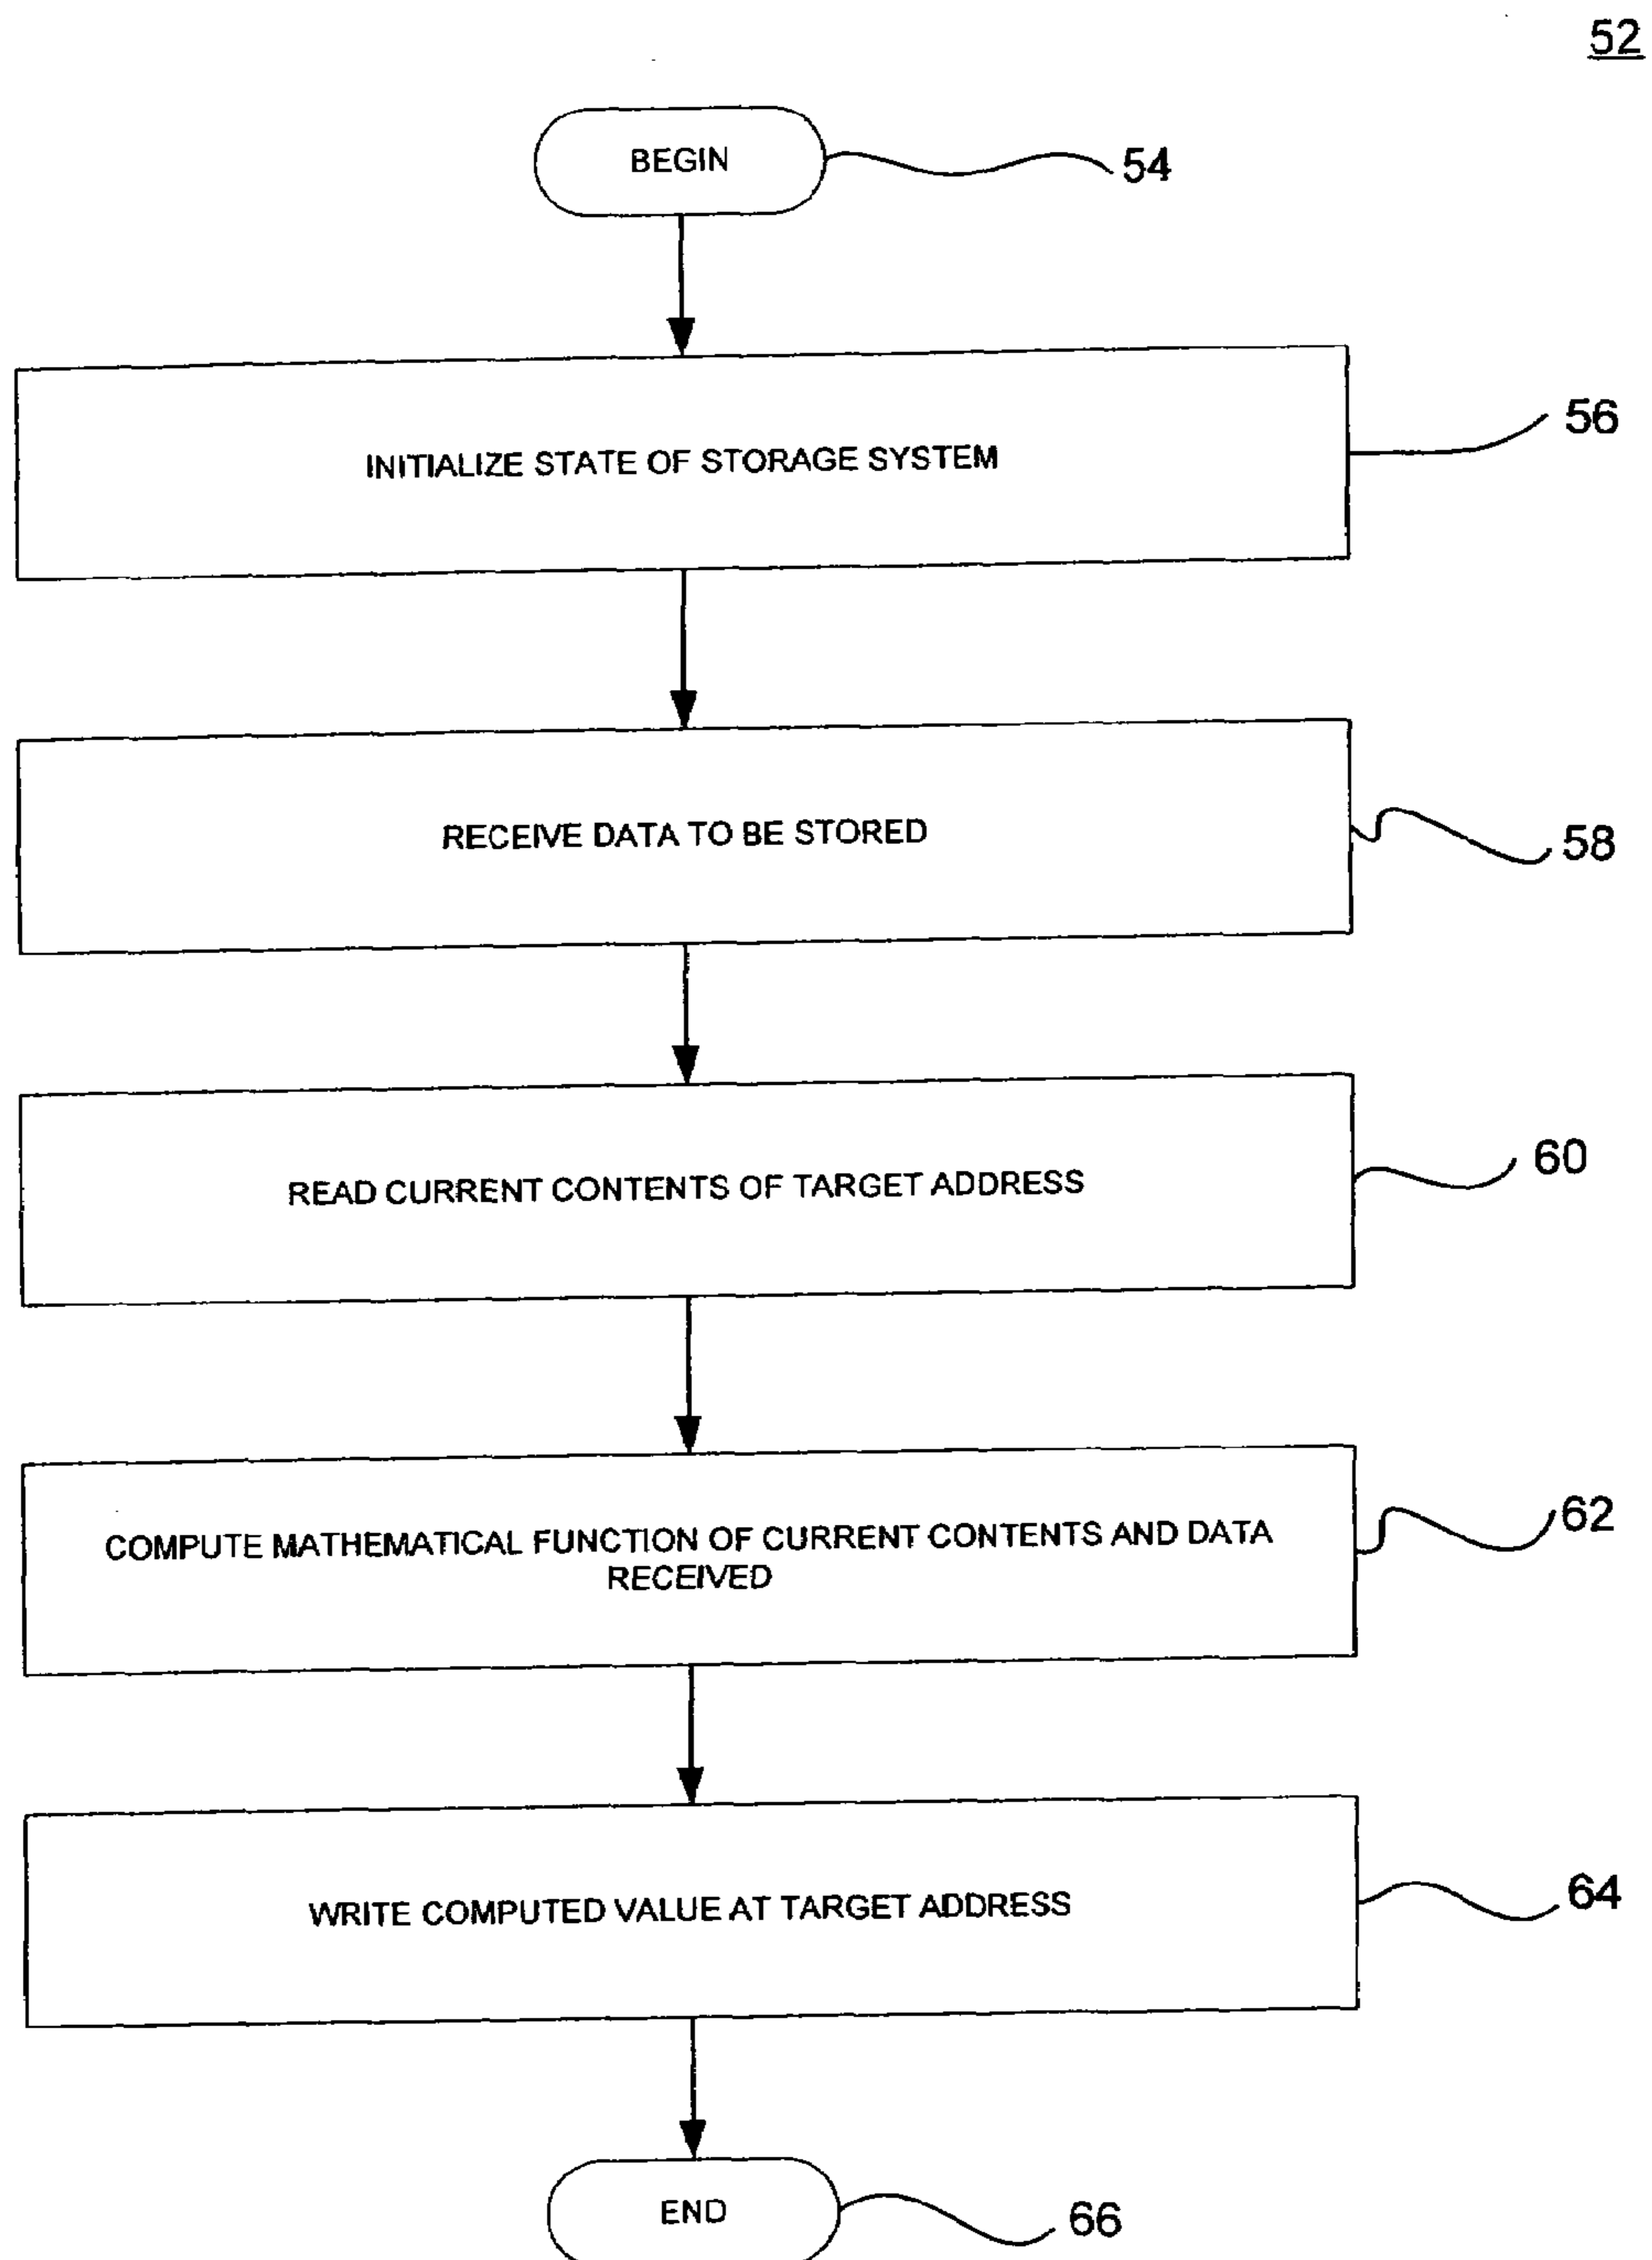 52
BEGIN
54
INITIALIZE STATE OF STORAGE SYSTEM
56
RECEIVE DATA TO BE STORED
58
READ CURRENT CONTENTS OF TARGET ADDRESS
60
COMPUTE MATHEMATICAL FUNCTION OF CURRENT CONTENTS AND DATA
RECEIVED
62
WRITE COMPUTED VALUE AT TARGET ADDRESS
64
END
66